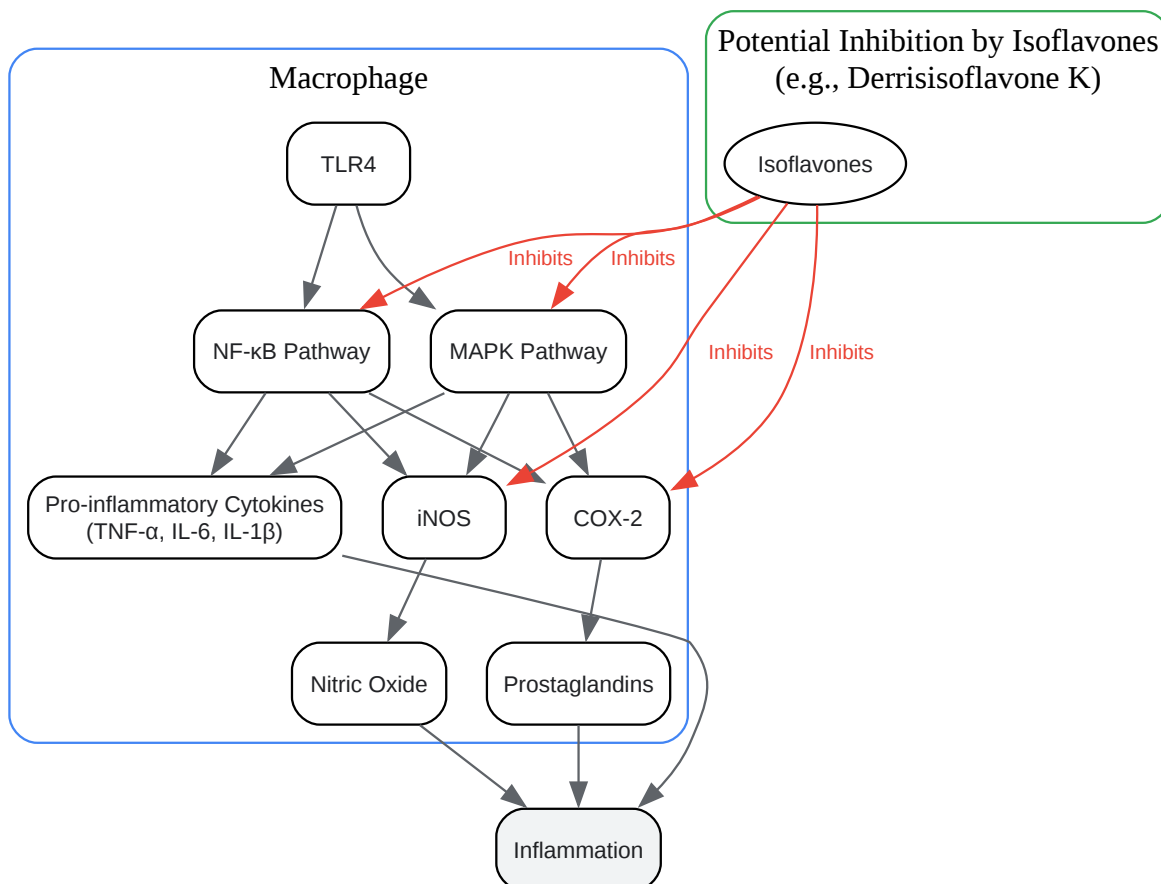 Potential Inhibition by Isoflavones
(e.g., Derrisisoflavone K)
Macrophage
TLR4
Isoflavones
Inhibits
Inhibits
NF-κB Pathway
MAPK Pathway
Inhibits
Inhibits
Pro-inflammatory Cytokines
(TNF-α, IL-6, IL-1β)
iNOS
COX-2
Nitric Oxide
Prostaglandins
Inflammation